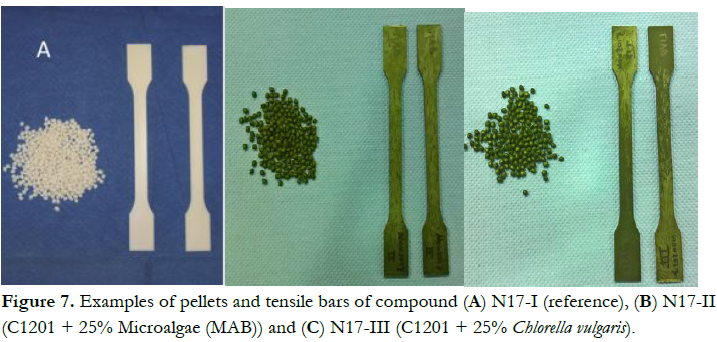 A
Figure 7. Examples of pellets and tensile bars of compound (A) N17-I (reference), (B) N17-II
(C1201 + 25% Microalgae (MAB)) and (C) N17-III (C1201 + 25% Chlorella vulgaris).